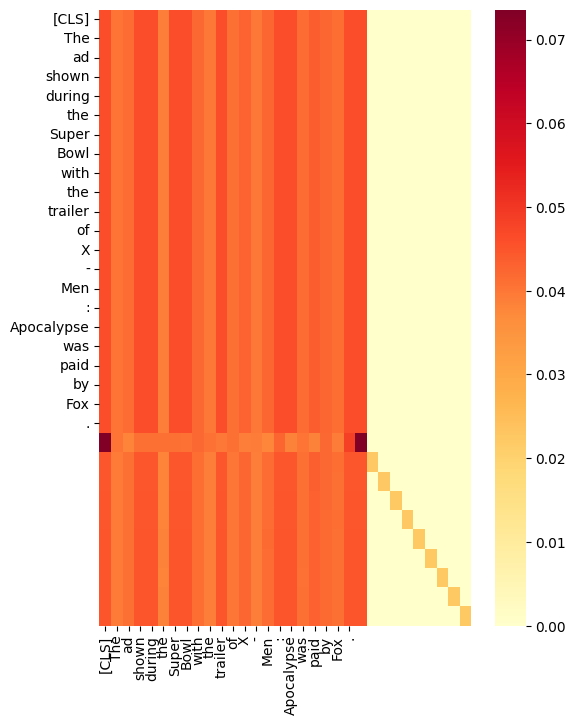 [CLS]
The
ad
shown
during
the
Super
Bowl
with
the
trailer
of
X
-
Men
:
Apocalypse
was
paid
by
Fox
.
0.07
0.06
0.05
0.04
0.03
0.02
0.01
0.00
[CLS]
The
ad
shown
during
the
Super
Bowl
with
the
trailer
of
X
-
Men
:
Apocalypse
was
paid
by
Fox
.